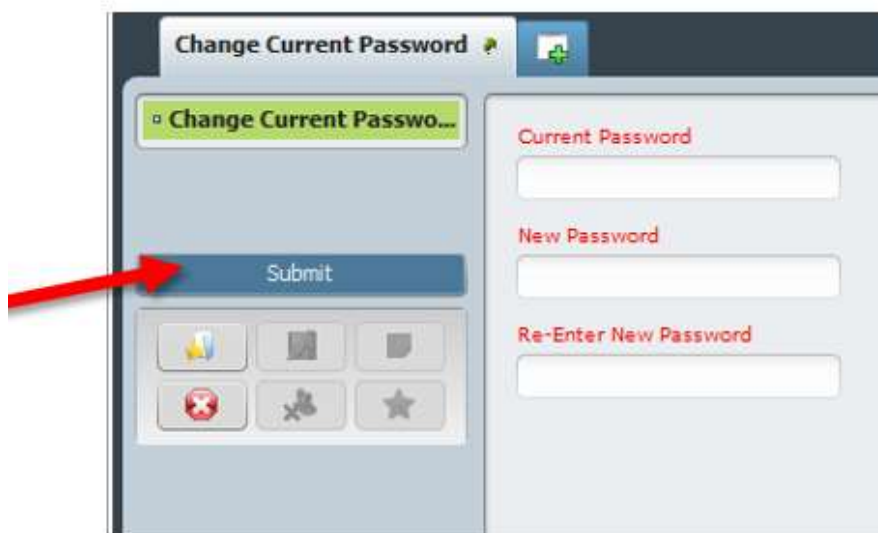 Change Current Password
Change Current Passwo...
Submit
Current Password
New Password
Re-Enter New Password